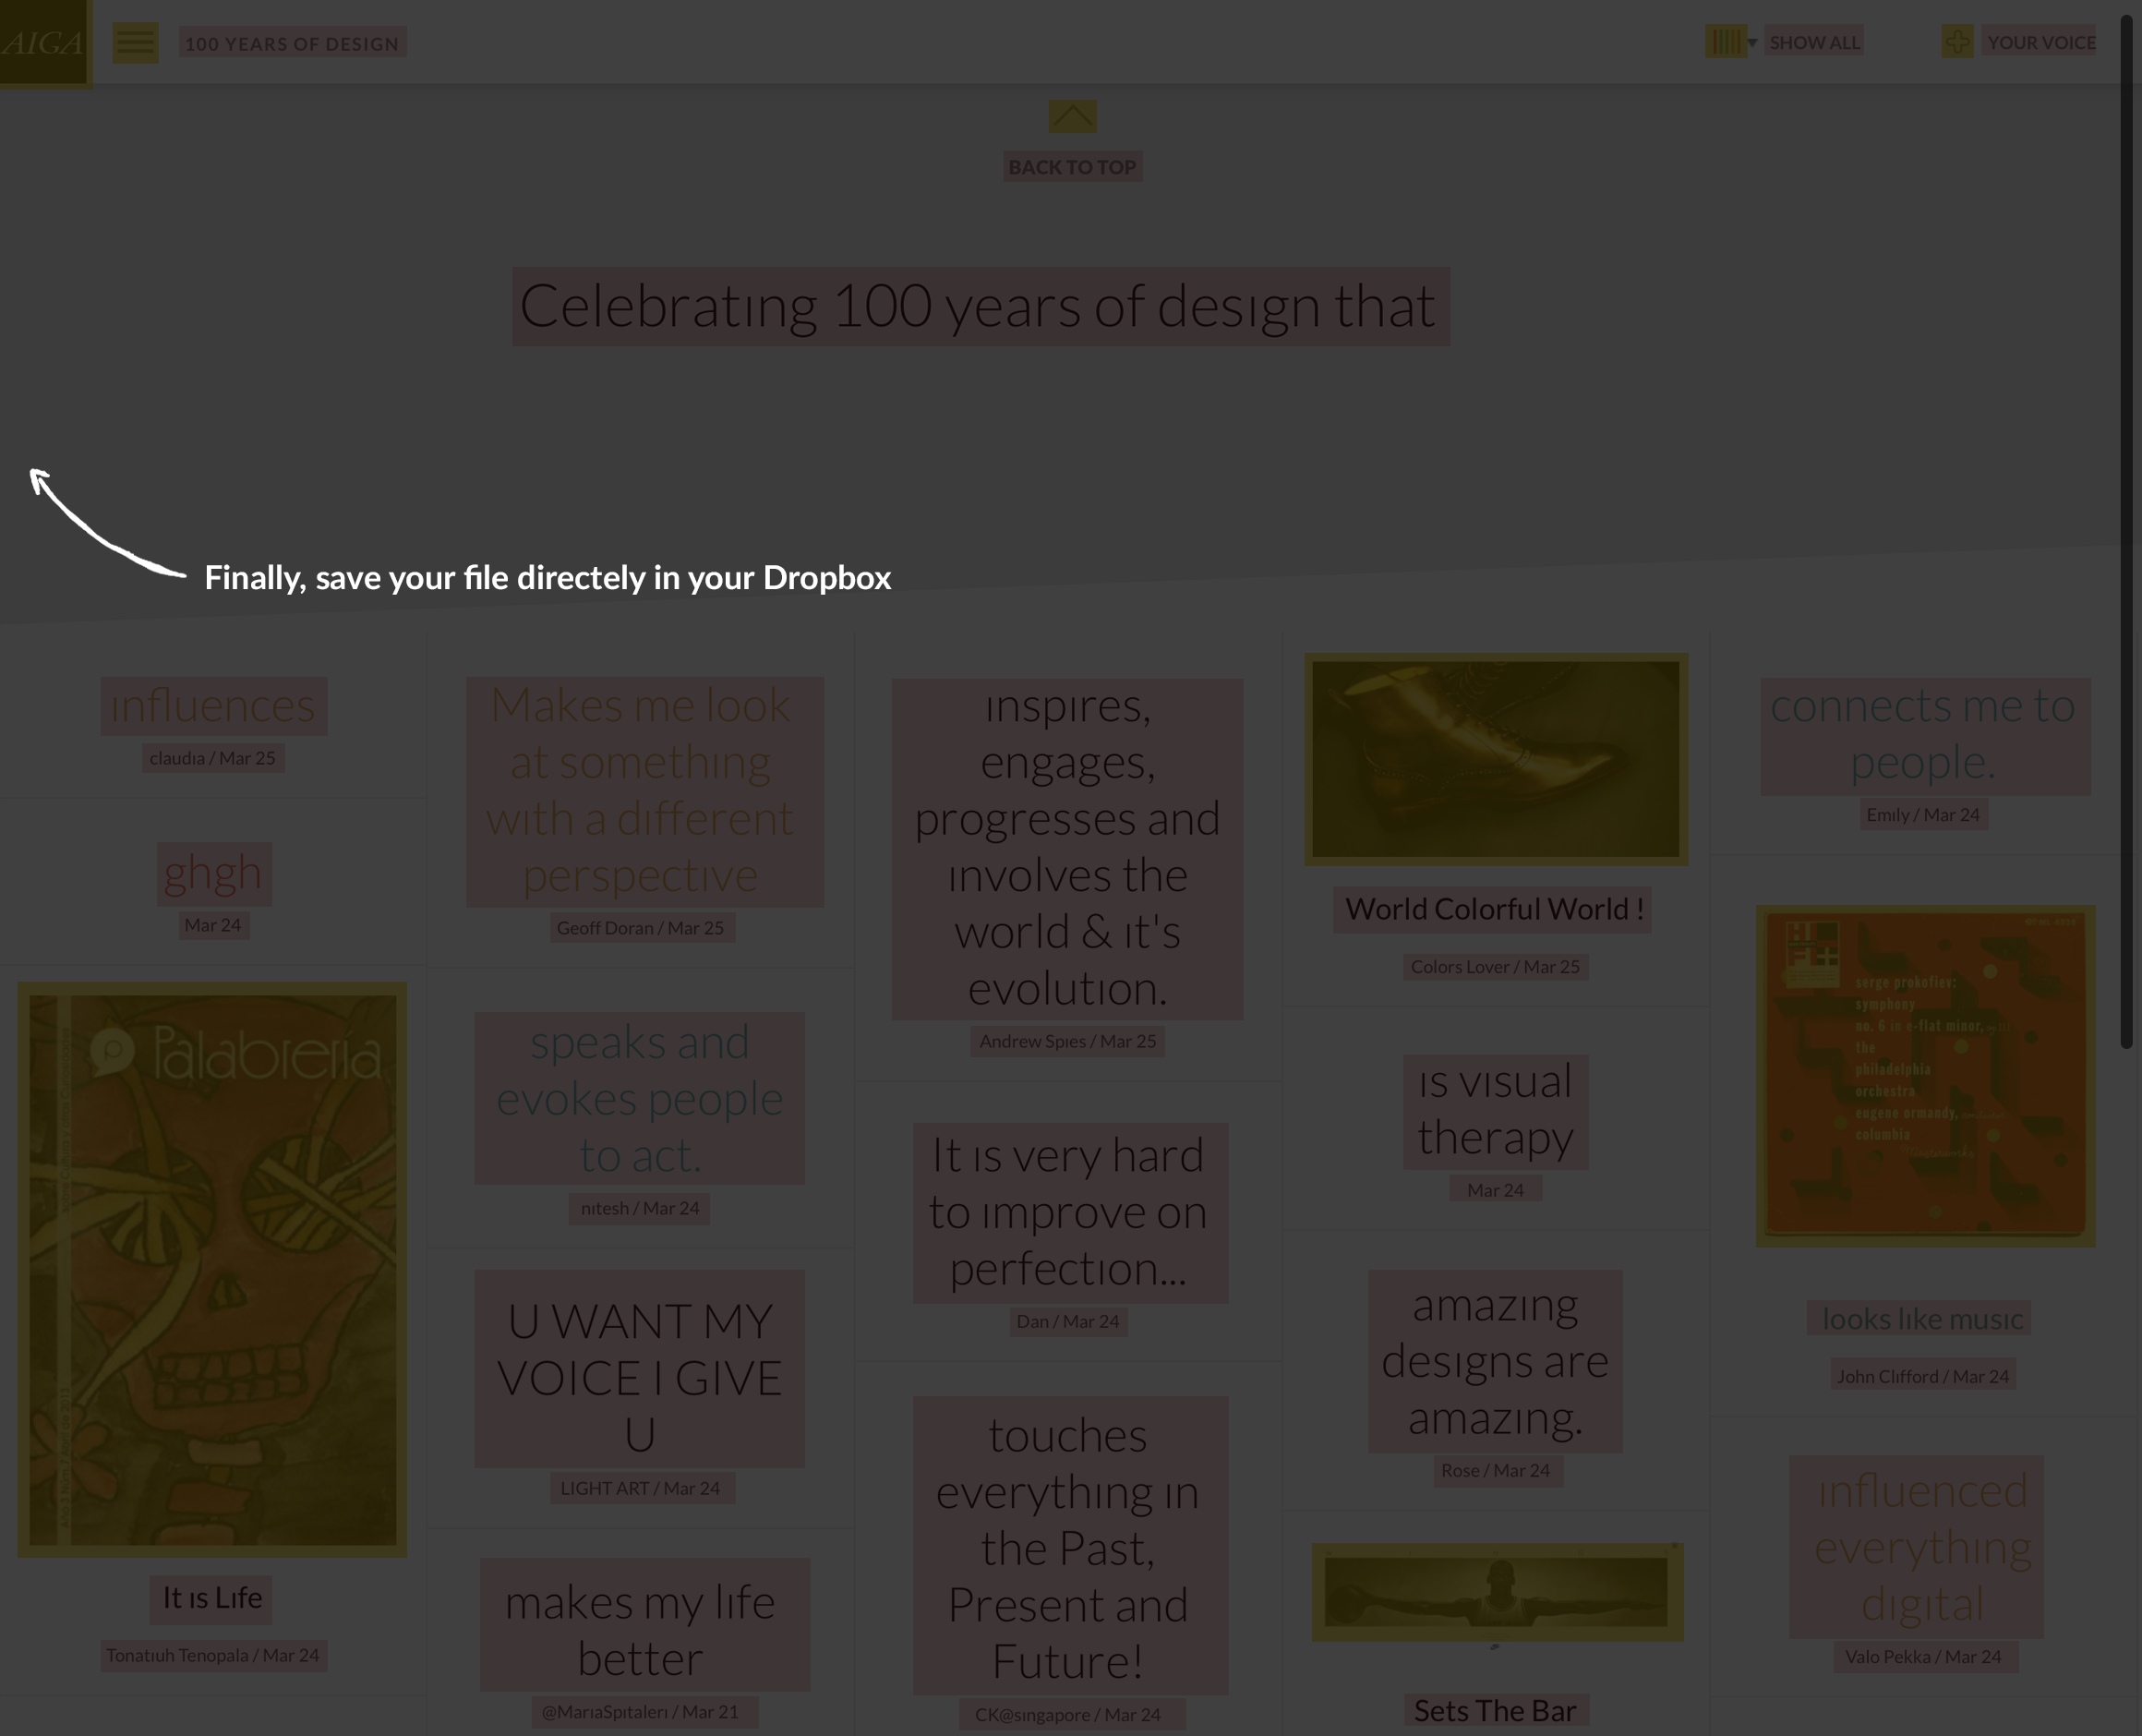 AIGA
100 YEARS OF DESIGN
SHOW ALL
YOUR VOICE
BACK TO TOP
Celebrating 100 years of design that
Finally, save your file directely in your Dropbox
influences
claudia / Mar 25
ghgh
Mar 24
Palabrería
It is Life
Tonatiuh Tenopala / Mar 24
Makes me look
at something
with a different
perspective
Geoff Doran / Mar 25
speaks and
evokes people
to act.
nitesh / Mar 24
U WANT MY
VOICE I GIVE
U
LIGHT ART / Mar 24
makes my life
better
@MariaSpitaleri / Mar 21
inspires,
engages,
progresses and
involves the
world & it's
evolution.
Andrew Spies / Mar 25
It is very hard
to improve on
perfection...
Dan / Mar 24
touches
everything in
the Past,
Present and
Future!
CK@singapore / Mar 24
World Colorful World !
Colors Lover / Mar 25
is visual
therapy
Mar 24
amazing
designs are
amazing.
Rose / Mar 24
Sets The Bar
connects me to
people.
Emily / Mar 24
serge prokofiev:
symphony
no. 6 in e-flat minor,
the
philadelphia
orchestra
eugene ormandy,
columbia
Masterworks
looks like music
John Clifford / Mar 24
influenced
everything
digital
Valo Pekka / Mar 24